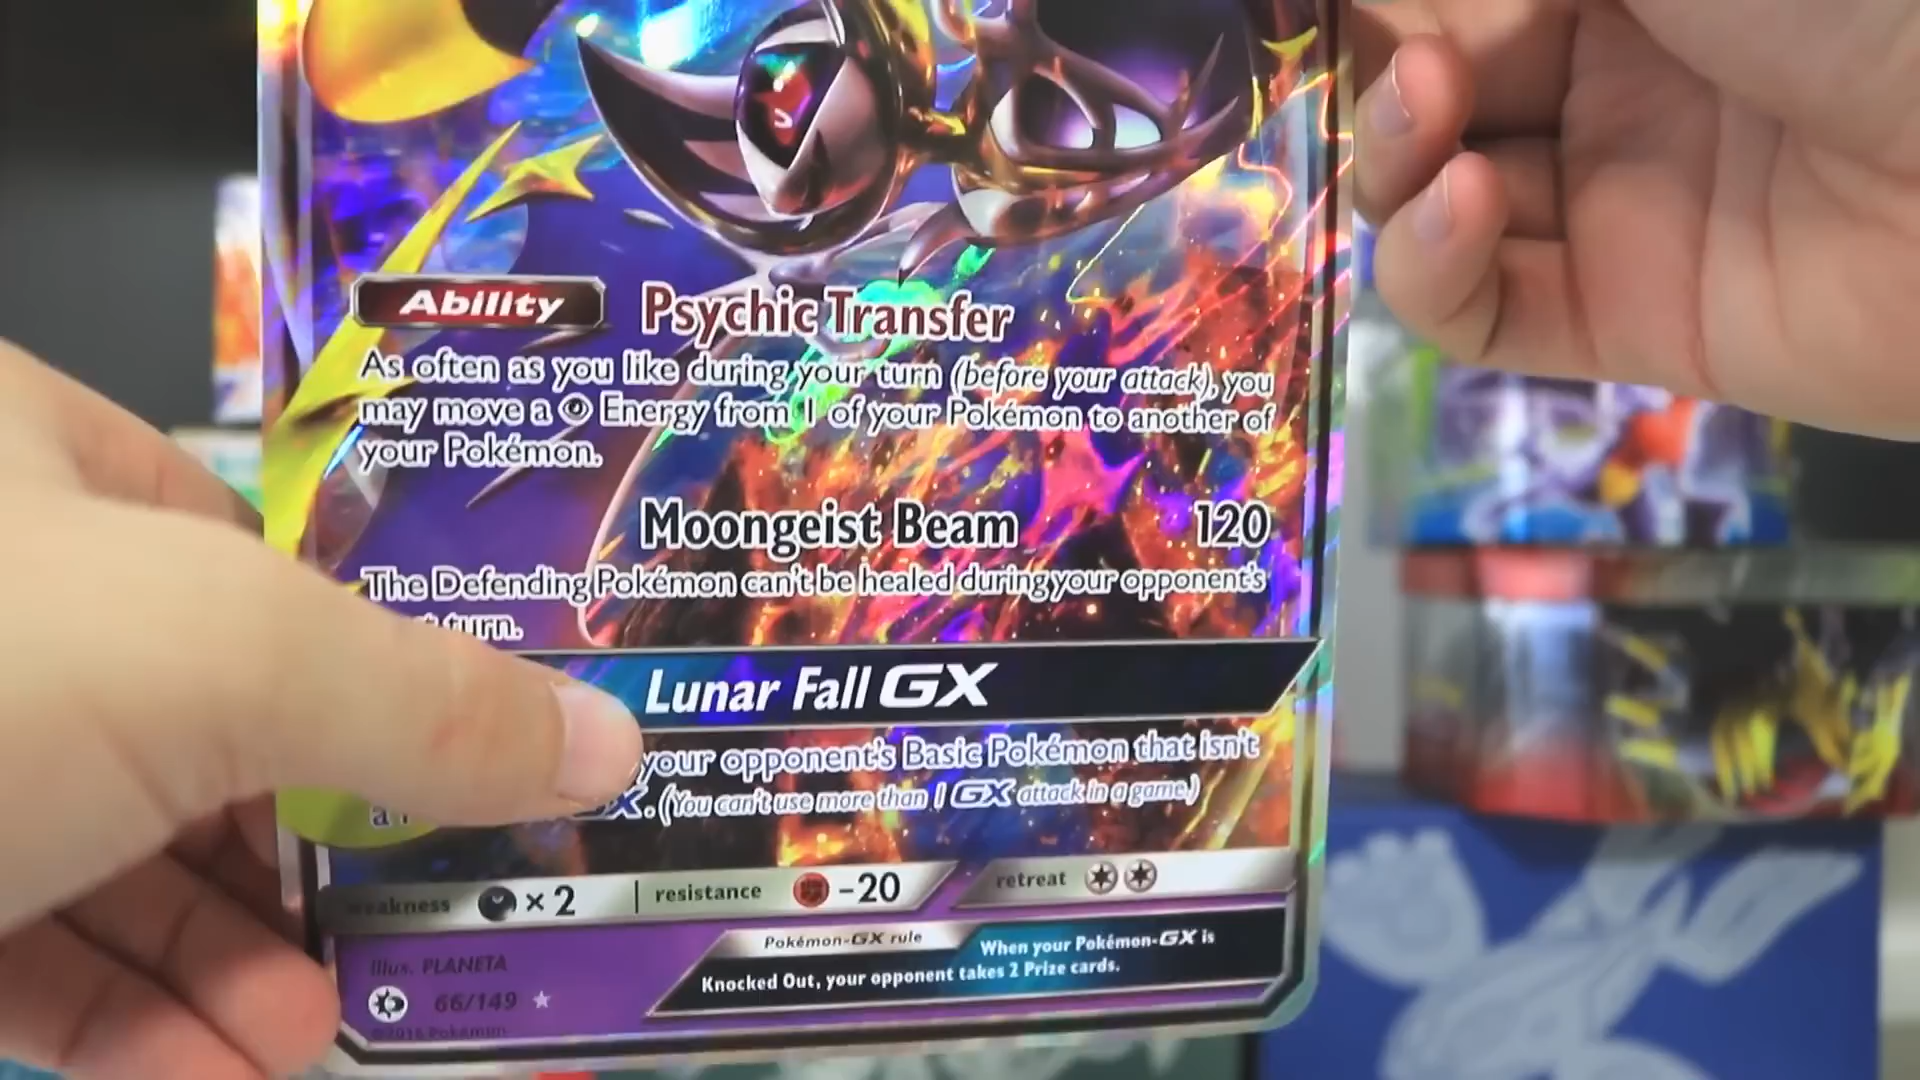 Ability Psychic Transfer
As often as you like during your turn (before your attack), you
may move a Energy from 1 of your Pokémon to another of
your Pokémon.
Moongeist Beam 120
The Defending Pokémon can't be healed during your opponent's
turn.
Lunar Fall GX
your opponent's Basic Pokémon that isn't
a . (You can't use more than 1 GX attack in a game.)
weakness ×2 resistance -20 retreat
Pokémon-GX rule When your Pokémon-GX is
Knocked Out, your opponent takes 2 Prize cards.
Illus. PLANETA
66/149 ★
©2016 Pokémon